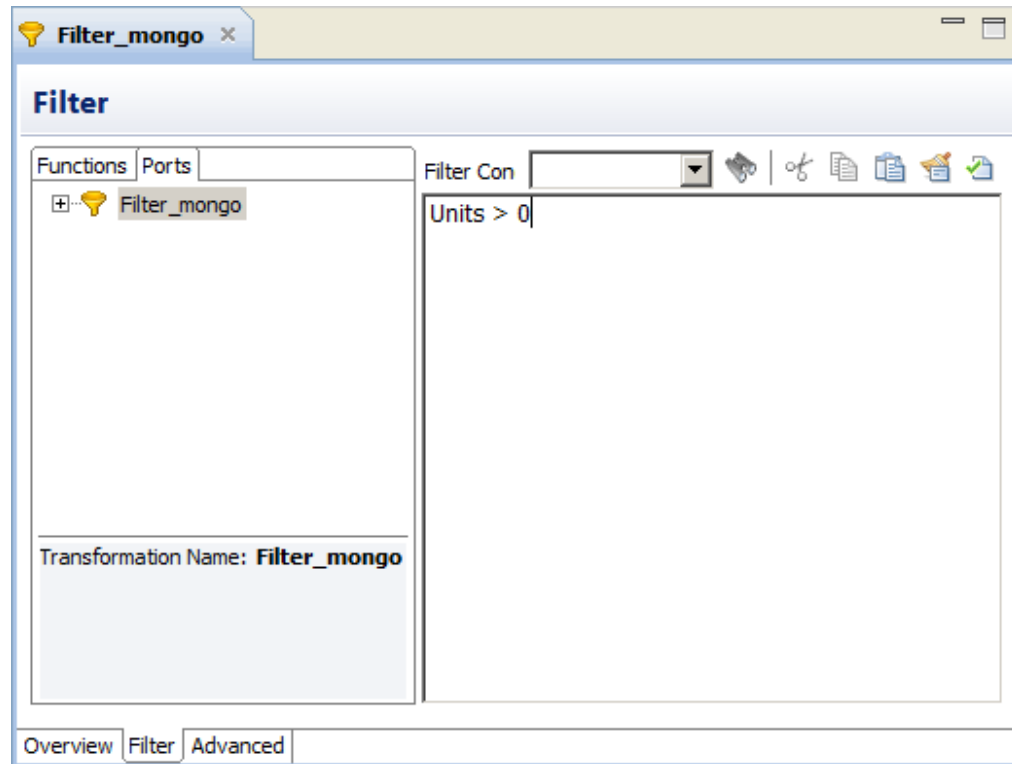 Filter_mongo
Filter
Functions Ports
Filter Con
Filter_mongo
Units > 0
Transformation Name: Filter_mongo
Overview Filter Advanced